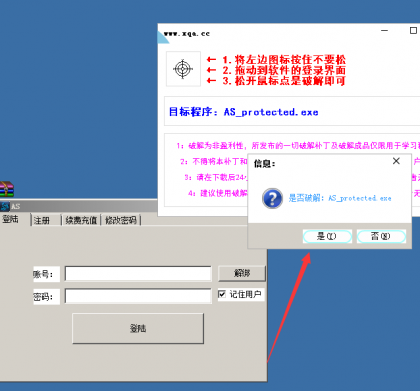 www.xqa.cc
← 1.将左边图标按住不要松
← 2.拖动到软件的登录界面
← 3.松开鼠标点是破解即可
目标程序：AS_protected.exe
1：破解为非盈利性，所发布的一切破解补丁及破解成品仅限用于学习
2：不得将本补丁和
3：请在下载后24
4：建议使用破解
信息：
是否破解：AS_protected.exe
是(Y)
否(N)
AS
登陆
注册
续费充值
修改密码
账号：
解绑
密码：
记住用户
登陆